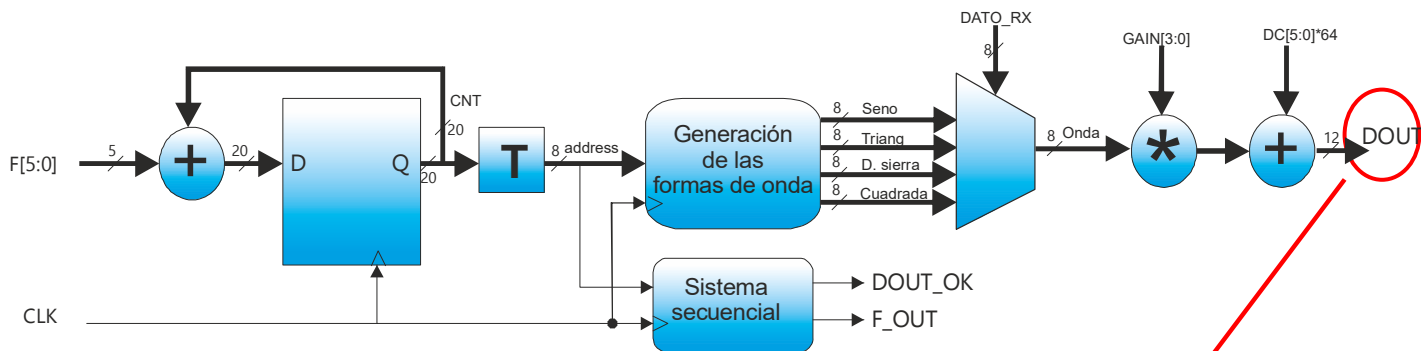 DATO_RX
8
GAIN[3:0]
DC[5:0]*64
CNT
20
F[5:0]
5
+
20
D
Q
20
T
8 address
Generación
de las
formas de onda
8 Seno
8 Triang
8 D. sierra
8 Cuadrada
8 Onda
*
+
12
DOUT
Sistema
secuencial
DOUT_OK
F_OUT
CLK